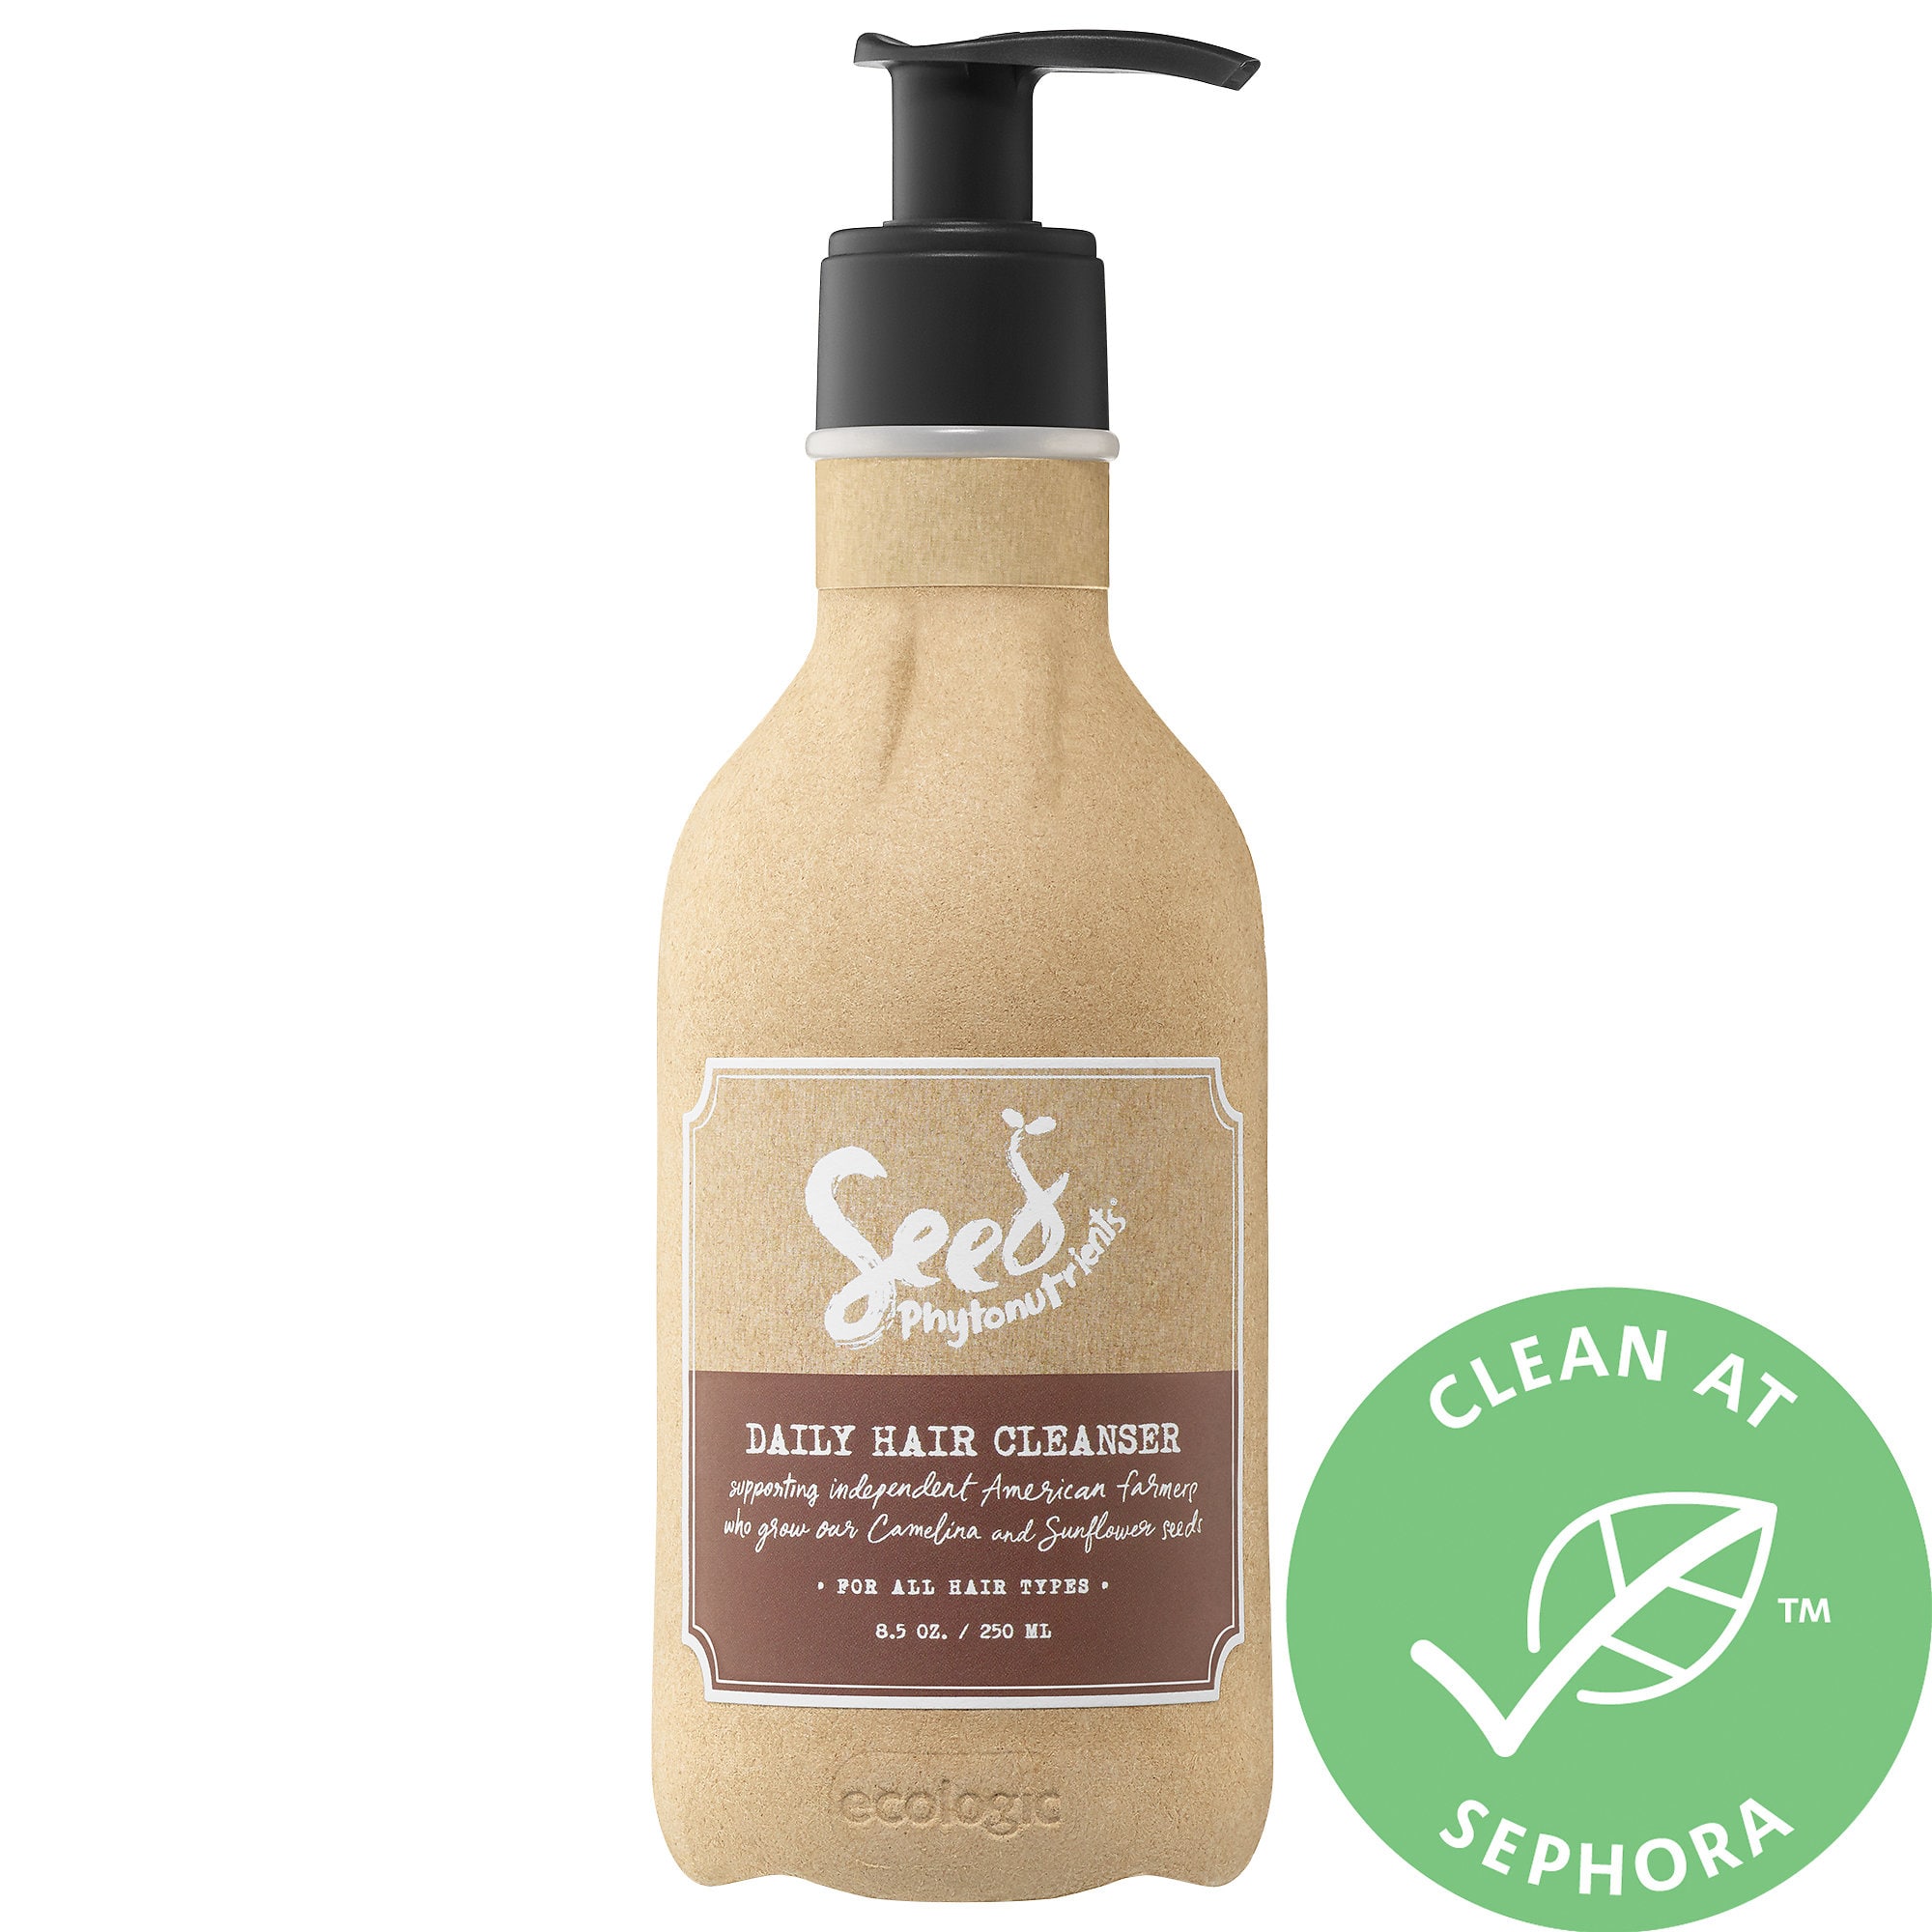 Seed
Phytonutrients®
DAILY HAIR CLEANSER
supporting independent American farmers
who grow our Camelina and Sunflower seeds
• FOR ALL HAIR TYPES •
8.5 OZ. / 250 ML
ecologic
CLEAN AT
TM
SEPHORA